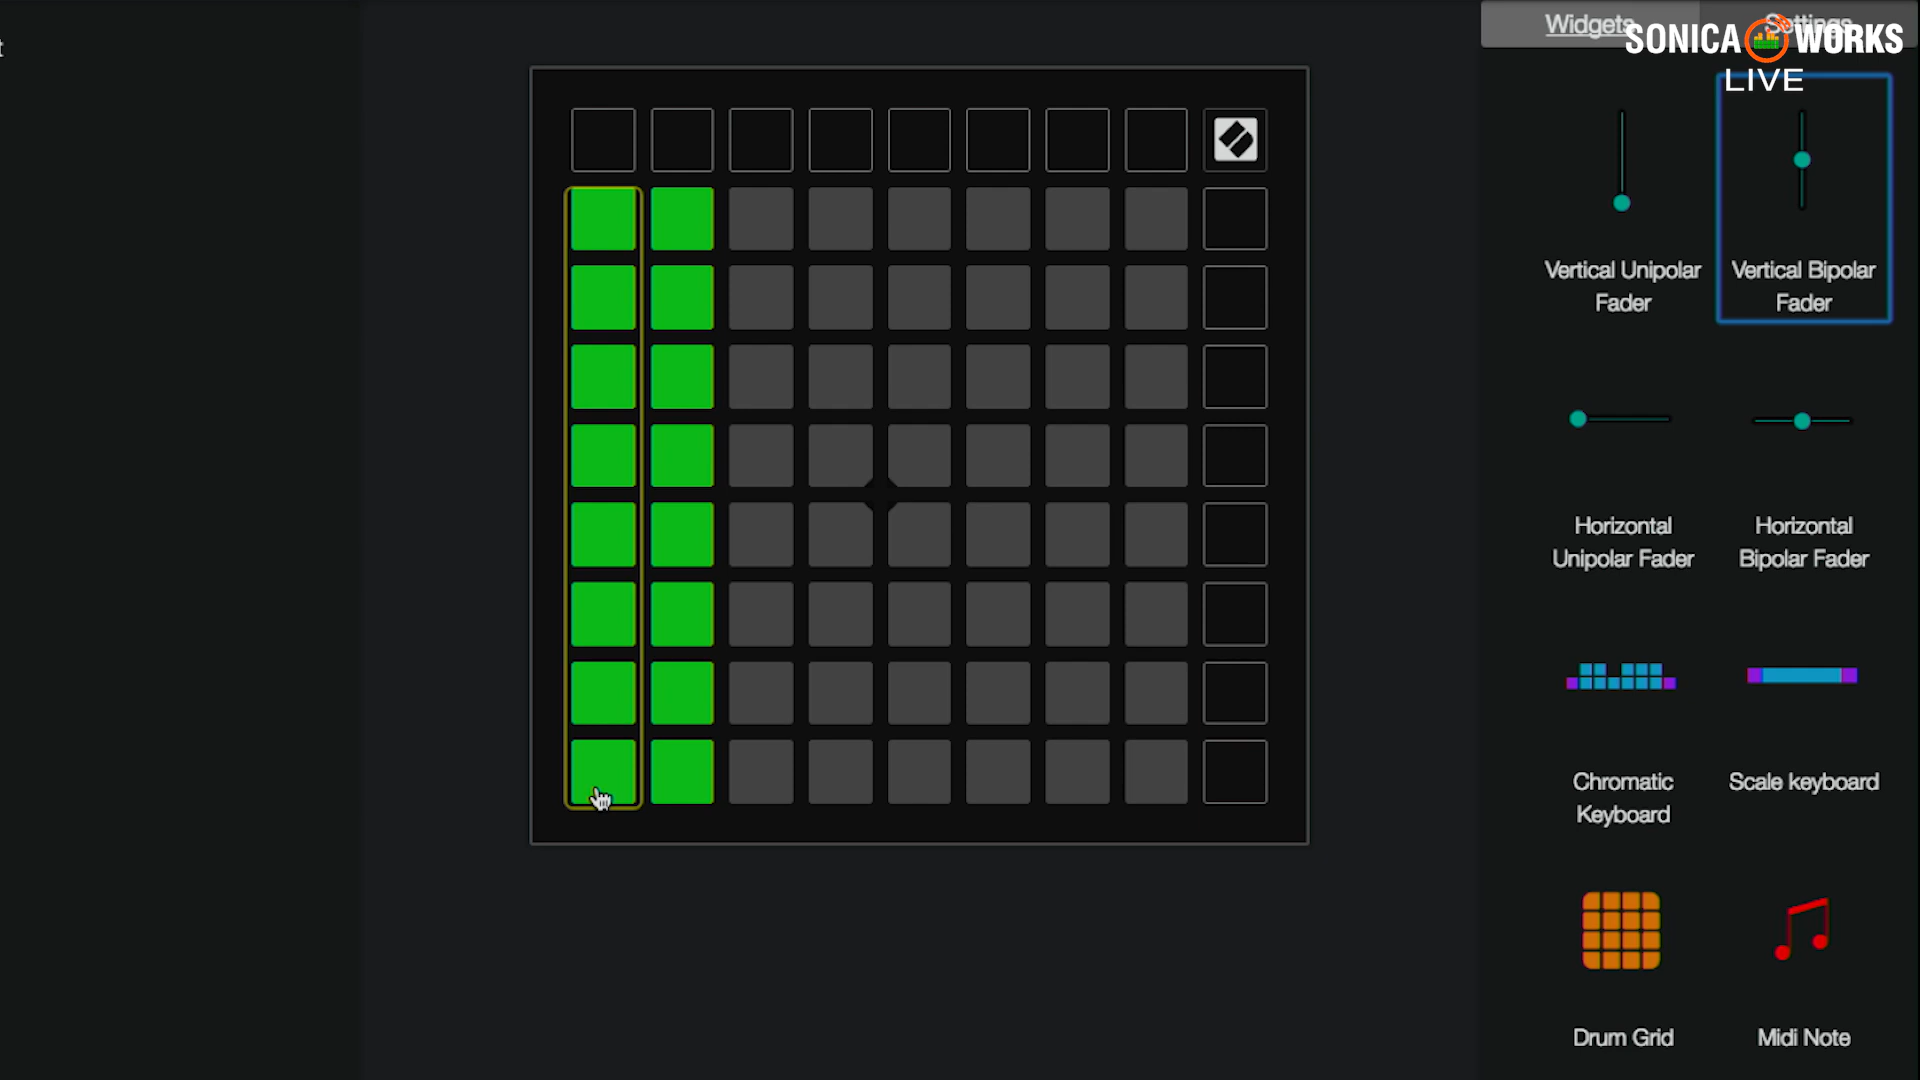 Widgets
Settings
SONICA WORKS
LIVE
Vertical Unipolar
Fader
Vertical Bipolar
Fader
Horizontal
Unipolar Fader
Horizontal
Bipolar Fader
Chromatic
Keyboard
Scale keyboard
Drum Grid
Midi Note